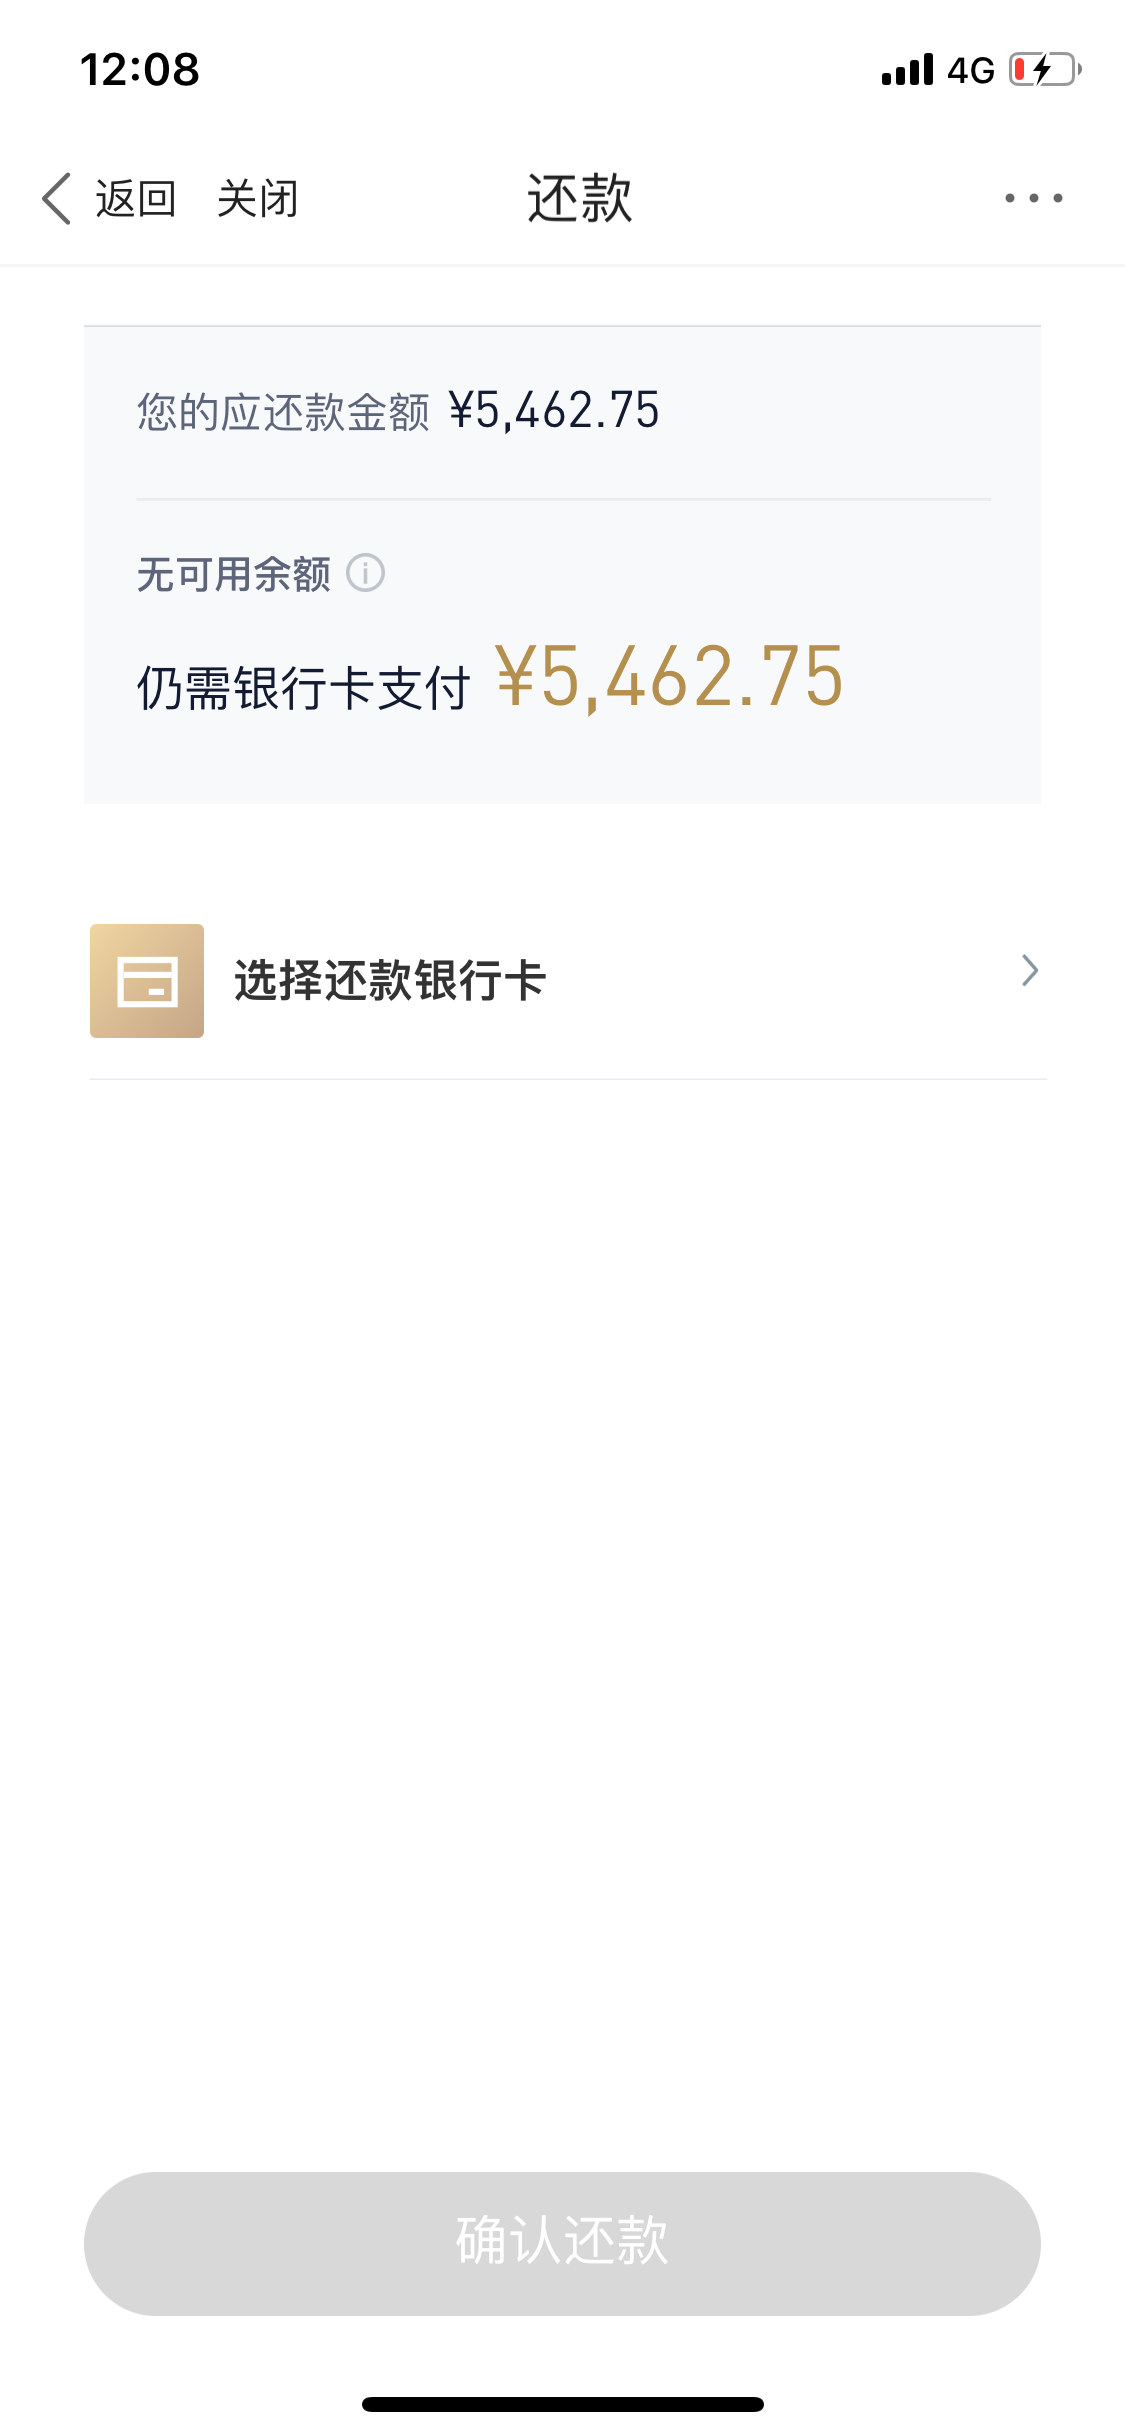 12:08 4G
返回 关闭 还款
您的应还款金额 ¥5,462.75
无可用余额
仍需银行卡支付 ¥5,462.75
选择还款银行卡
确认还款